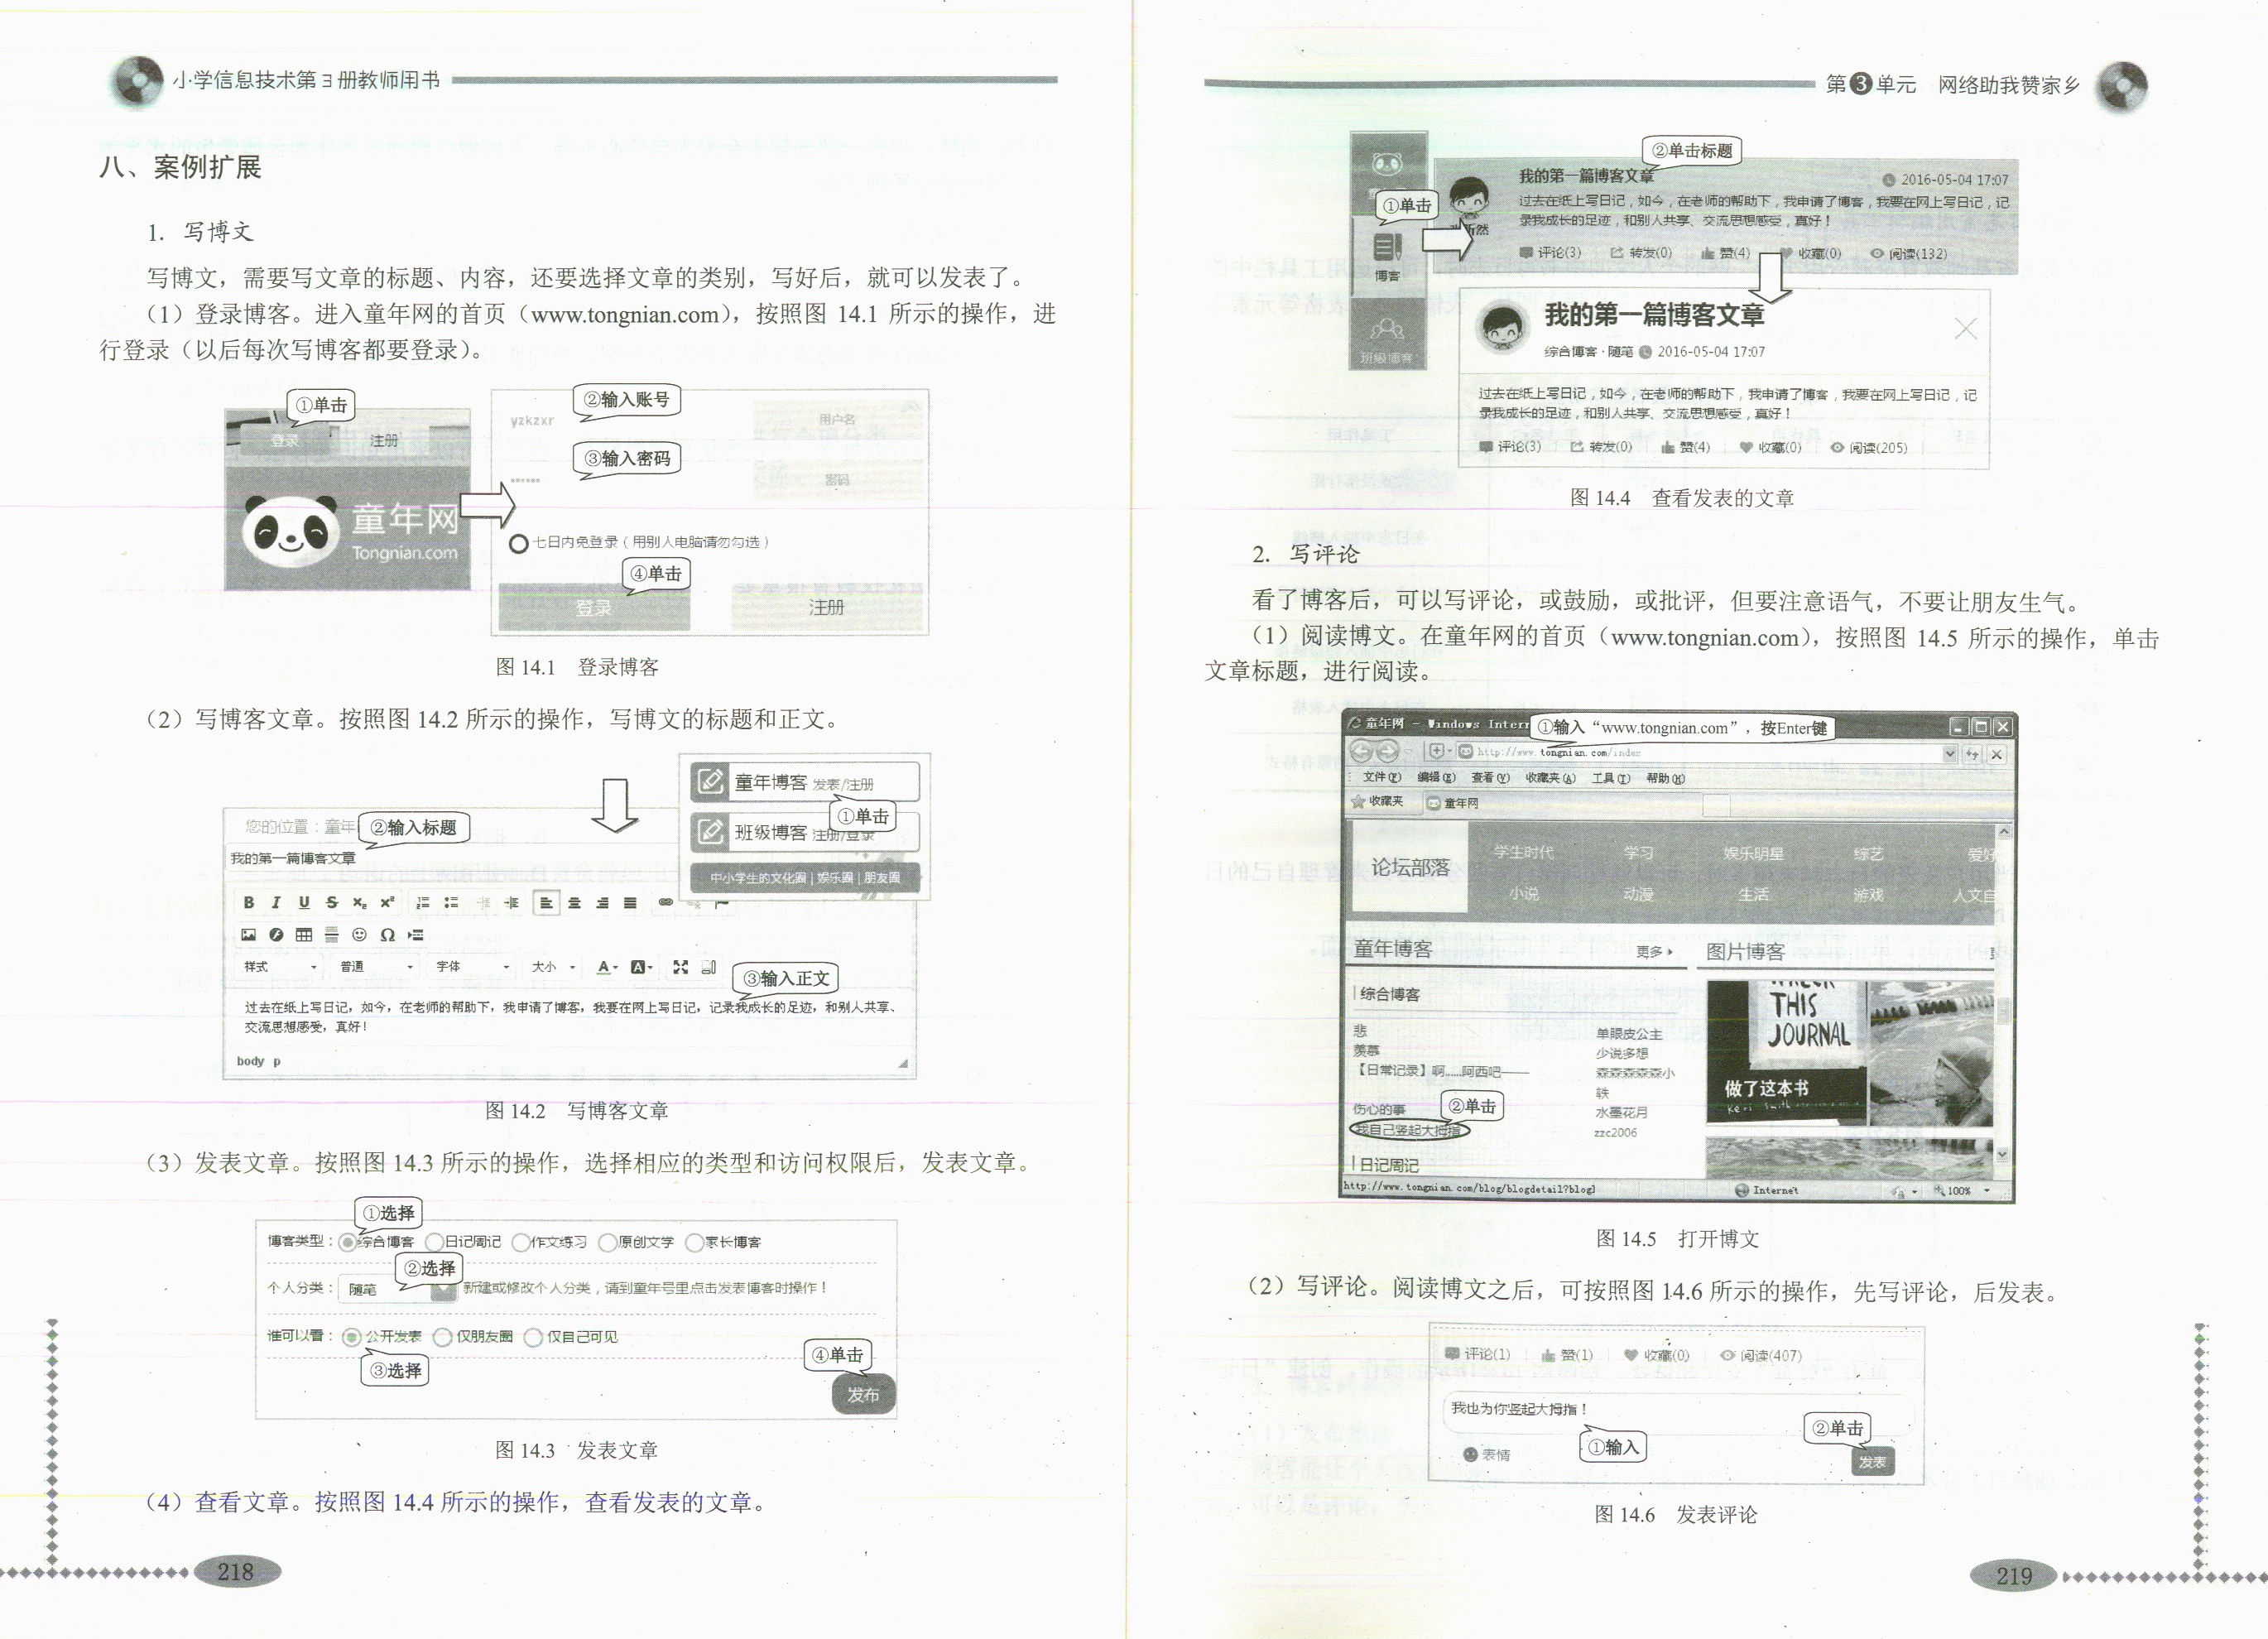 小学信息技术第3册教师用书
八、案例扩展
1. 写博文
写博文，需要写文章的标题、内容，还要选择文章的类别，写好后，就可以发表了。
（1）登录博客。进入童年网的首页（www.tongnian.com），按照图 14.1 所示的操作，进
行登录（以后每次写博客都要登录）。
①单击
登录
注册
童年网
Tongnian.com
②输入账号
yzkzxr
用户名
③输入密码
密码
七日内免登录（用别人电脑请勿勾选）
④单击
登录
注册
图 14.1 登录博客
（2）写博客文章。按照图 14.2 所示的操作，写博文的标题和正文。
童年博客 发表/注册
①单击
班级博客 注册/登录
中小学生的文化圈 | 娱乐圈 | 朋友圈
您的位置：童年
②输入标题
我的第一篇博客文章
B I U S x₂ x²
样式 普通 字体 大小 A A
③输入正文
过去在纸上写日记，如今，在老师的帮助下，我申请了博客，我要在网上写日记，记录我成长的足迹，和别人共享、
交流思想感受，真好！
body p
图 14.2 写博客文章
（3）发表文章。按照图 14.3 所示的操作，选择相应的类型和访问权限后，发表文章。
①选择
博客类型： 综合博客 日记周记 作文练习 原创文学 家长博客
②选择
个人分类： 随笔 新建或修改个人分类，请到童年号里点击发表博客时操作！
谁可以看： 公开发表 仅朋友圈 仅自己可见
③选择
④单击
发布
图 14.3 发表文章
（4）查看文章。按照图 14.4 所示的操作，查看发表的文章。
218
第3单元 网络助我赞家乡
②单击标题
我的第一篇博客文章
2016-05-04 17:07
①单击
过去在纸上写日记，如今，在老师的帮助下，我申请了博客，我要在网上写日记，记
录我成长的足迹，和别人共享、交流思想感受，真好！
评论(3) 转发(0) 赞(4) 收藏(0) 阅读(132)
博客
班级博客
我的第一篇博客文章
综合博客·随笔 2016-05-04 17:07
过去在纸上写日记，如今，在老师的帮助下，我申请了博客，我要在网上写日记，记
录我成长的足迹，和别人共享、交流思想感受，真好！
评论(3) 转发(0) 赞(4) 收藏(0) 阅读(205)
图 14.4 查看发表的文章
2. 写评论
看了博客后，可以写评论，或鼓励，或批评，但要注意语气，不要让朋友生气。
（1）阅读博文。在童年网的首页（www.tongnian.com），按照图 14.5 所示的操作，单击
文章标题，进行阅读。
童年网 - Windows Intern
①输入“www.tongnian.com”，按Enter键
http://www.tongnian.com/index
文件(F) 编辑(E) 查看(V) 收藏夹(A) 工具(T) 帮助(H)
收藏夹 童年网
论坛部落
学生时代 学习 娱乐明星 综艺 爱好
小说 动漫 生活 游戏 人文自
童年博客 更多 图片博客
综合博客
悲 单眼皮公主
羡慕 少说多想
【日常记录】啊.....阿西吧—— 森森森森森小
轶
伤心的事 水墨花月
②单击
我自己竖起大拇指 zzc2006
日记周记
THIS
JOURNAL
做了这本书
http://www.tongnian.com/blog/blogdetail?blogI Internet 100%
图 14.5 打开博文
（2）写评论。阅读博文之后，可按照图 14.6 所示的操作，先写评论，后发表。
评论(1) 赞(1) 收藏(0) 阅读(407)
我也为你竖起大拇指！
①输入
②单击
表情
发表
图 14.6 发表评论
219